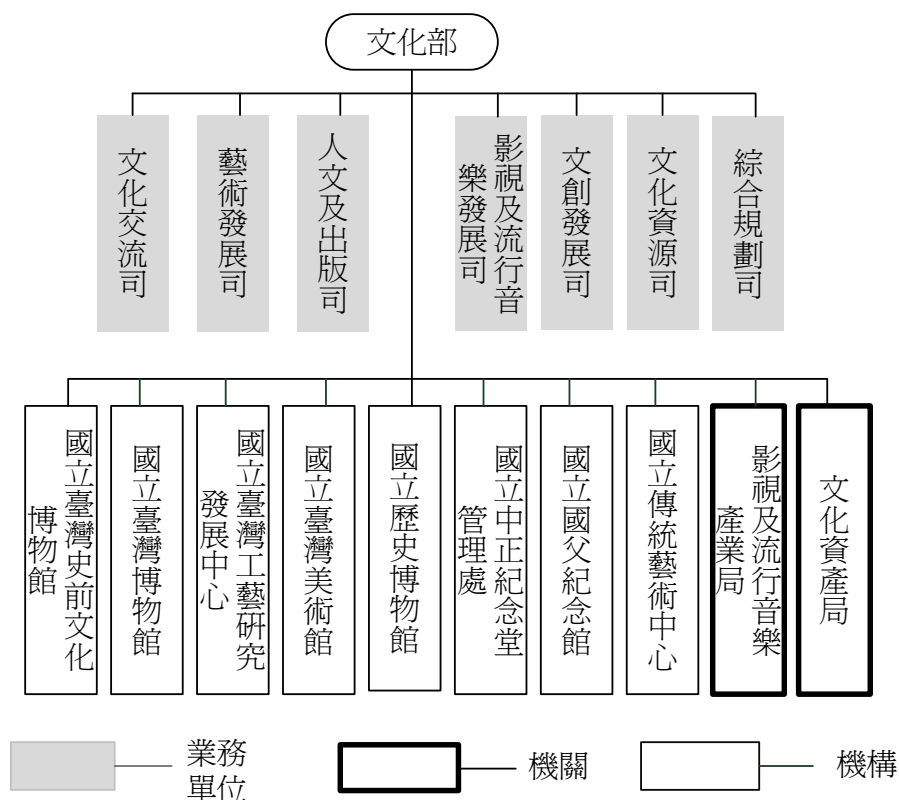 文化部
文化交流司
藝術發展司
人文及出版司
影視及流行音
樂發展司
文創發展司
文化資源司
綜合規劃司
國立臺灣史前文化
博物館
國立臺灣博物館
國立臺灣工藝研究
發展中心
國立臺灣美術館
國立歷史博物館
國立中正紀念堂
管理處
國立國父紀念館
國立傳統藝術中心
影視及流行音樂
產業局
文化資產局
業務
單位
機關
機構